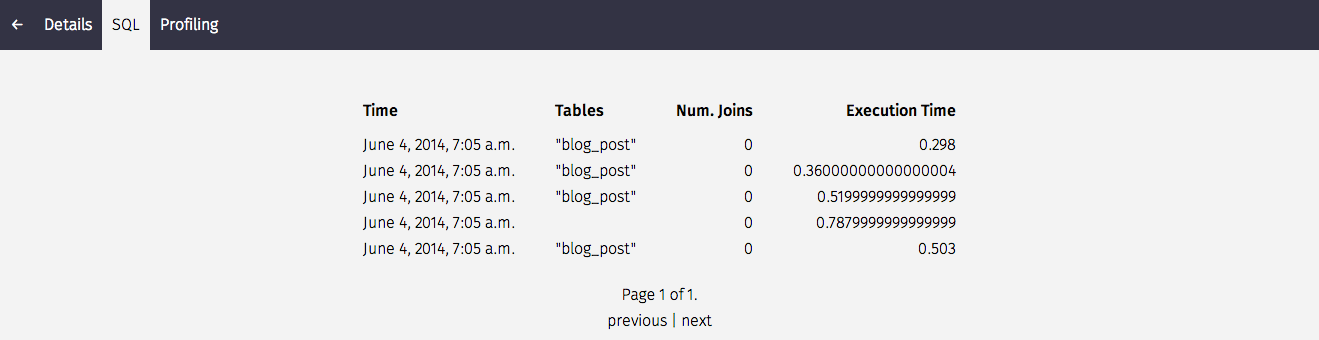 ← Details SQL Profiling
Time Tables Num. Joins Execution Time
June 4, 2014, 7:05 a.m. "blog_post" 0 0.298
June 4, 2014, 7:05 a.m. "blog_post" 0 0.36000000000000004
June 4, 2014, 7:05 a.m. "blog_post" 0 0.5199999999999999
June 4, 2014, 7:05 a.m. 0 0.7879999999999999
June 4, 2014, 7:05 a.m. "blog_post" 0 0.503
Page 1 of 1.
previous | next